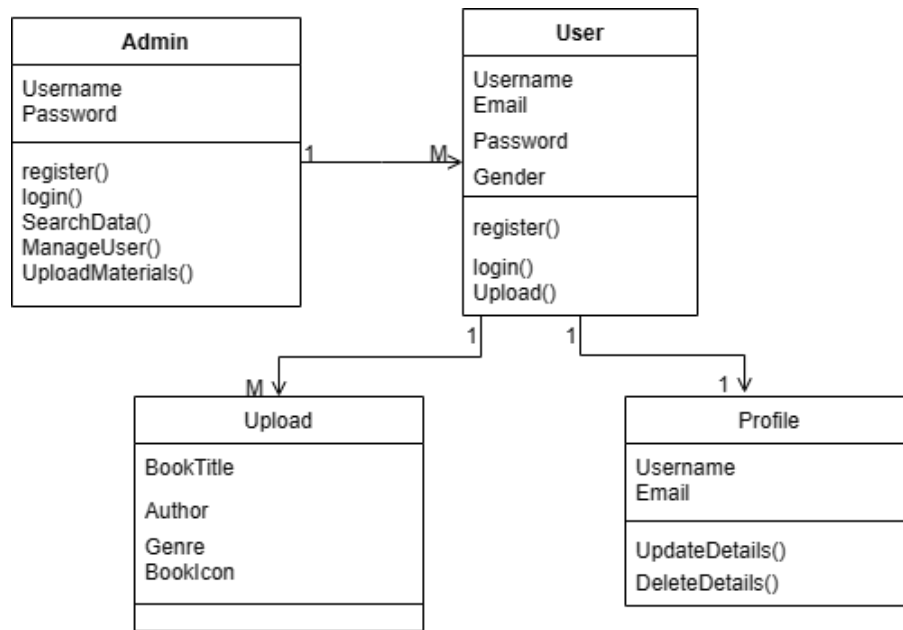 Admin
Username
Password
register()
login()
SearchData()
ManageUser()
UploadMaterials()
1
M
User
Username
Email
Password
Gender
register()
login()
Upload()
1
M
1
1
Upload
BookTitle
Author
Genre
BookIcon
Profile
Username
Email
UpdateDetails()
DeleteDetails()